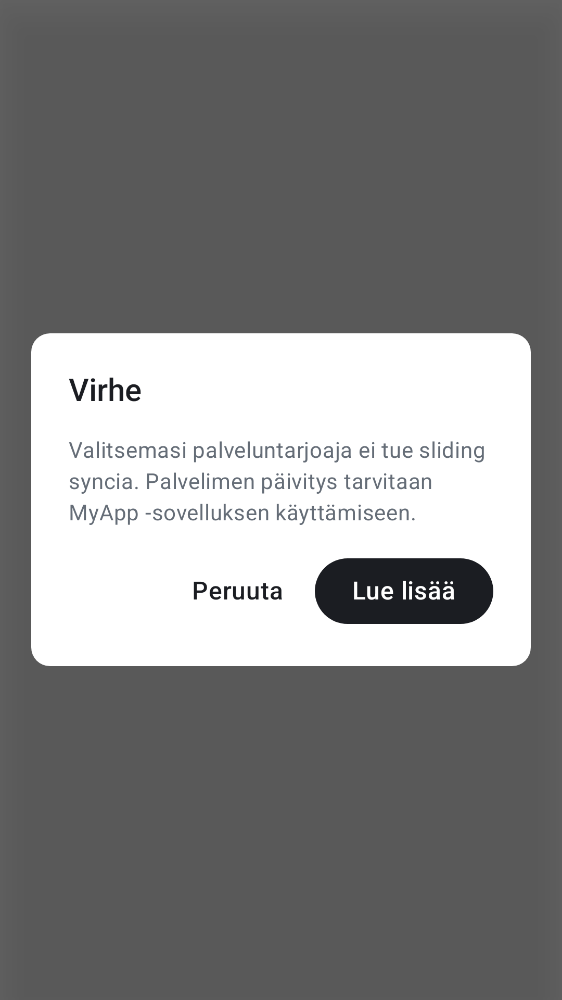 Virhe
Valitsemasi palveluntarjoaja ei tue sliding
syncia. Palvelimen päivitys tarvitaan
MyApp -sovelluksen käyttämiseen.
Peruuta
Lue lisää